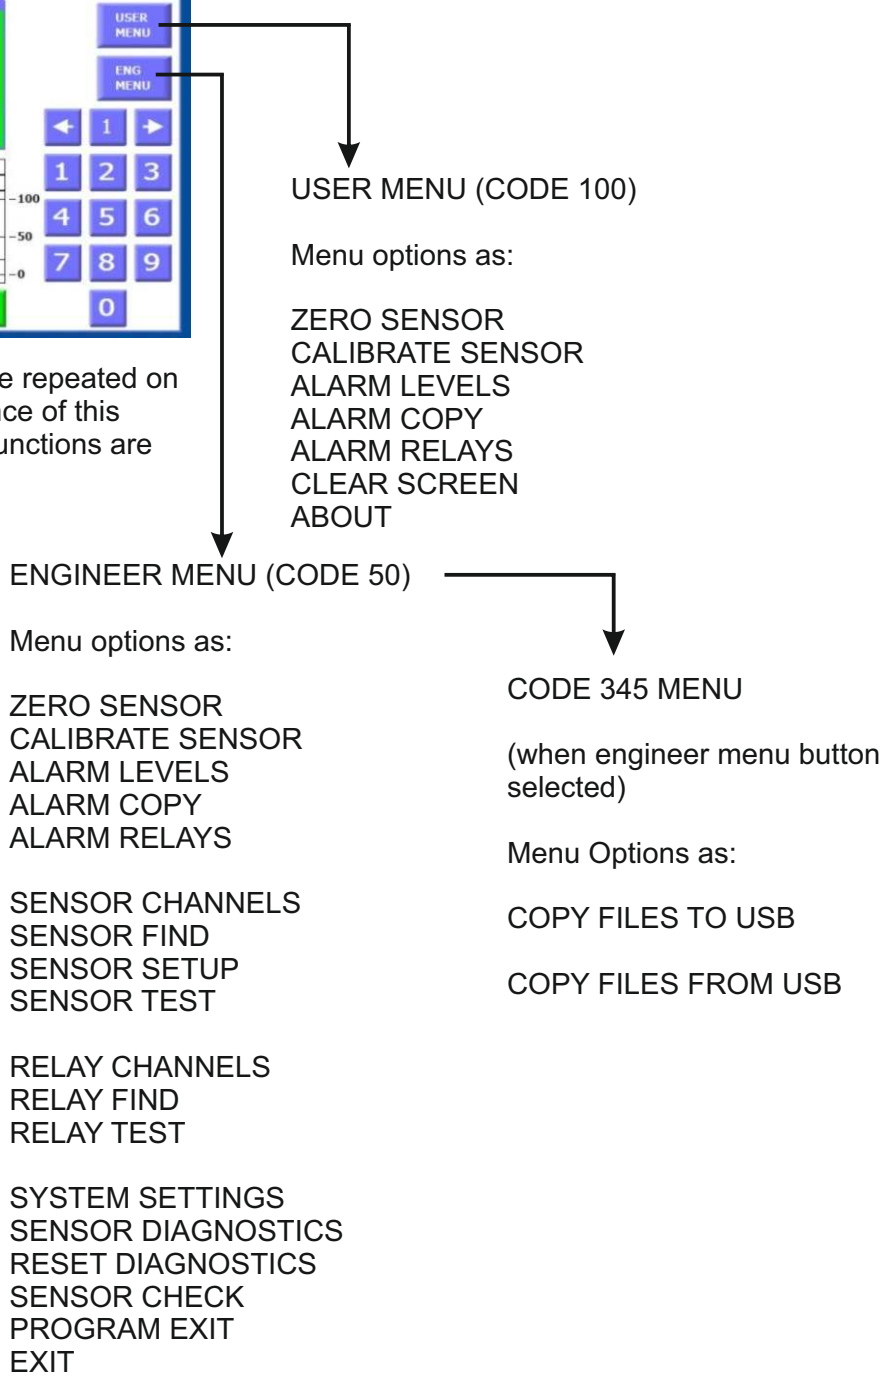 USER
MENU
ENG
MENU
1
1 2 3
4 5 6
7 8 9
0
-100
-50
-0
e repeated on
ce of this
unctions are
USER MENU (CODE 100)
Menu options as:
ZERO SENSOR
CALIBRATE SENSOR
ALARM LEVELS
ALARM COPY
ALARM RELAYS
CLEAR SCREEN
ABOUT
ENGINEER MENU (CODE 50)
Menu options as:
ZERO SENSOR
CALIBRATE SENSOR
ALARM LEVELS
ALARM COPY
ALARM RELAYS
SENSOR CHANNELS
SENSOR FIND
SENSOR SETUP
SENSOR TEST
RELAY CHANNELS
RELAY FIND
RELAY TEST
SYSTEM SETTINGS
SENSOR DIAGNOSTICS
RESET DIAGNOSTICS
SENSOR CHECK
PROGRAM EXIT
EXIT
CODE 345 MENU
(when engineer menu button
selected)
Menu Options as:
COPY FILES TO USB
COPY FILES FROM USB